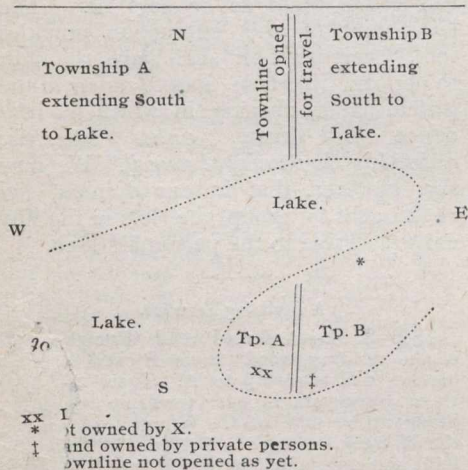 N
Township A
extending South
to Lake.
Townline opned
for travel.
Township B
extending
South to
Lake.
Lake.
W
E
*
Lake.
Tp. A
Tp. B
xx
‡
S
xx
* t owned by X.
‡ and owned by private persons.
ownline not opened as yet.